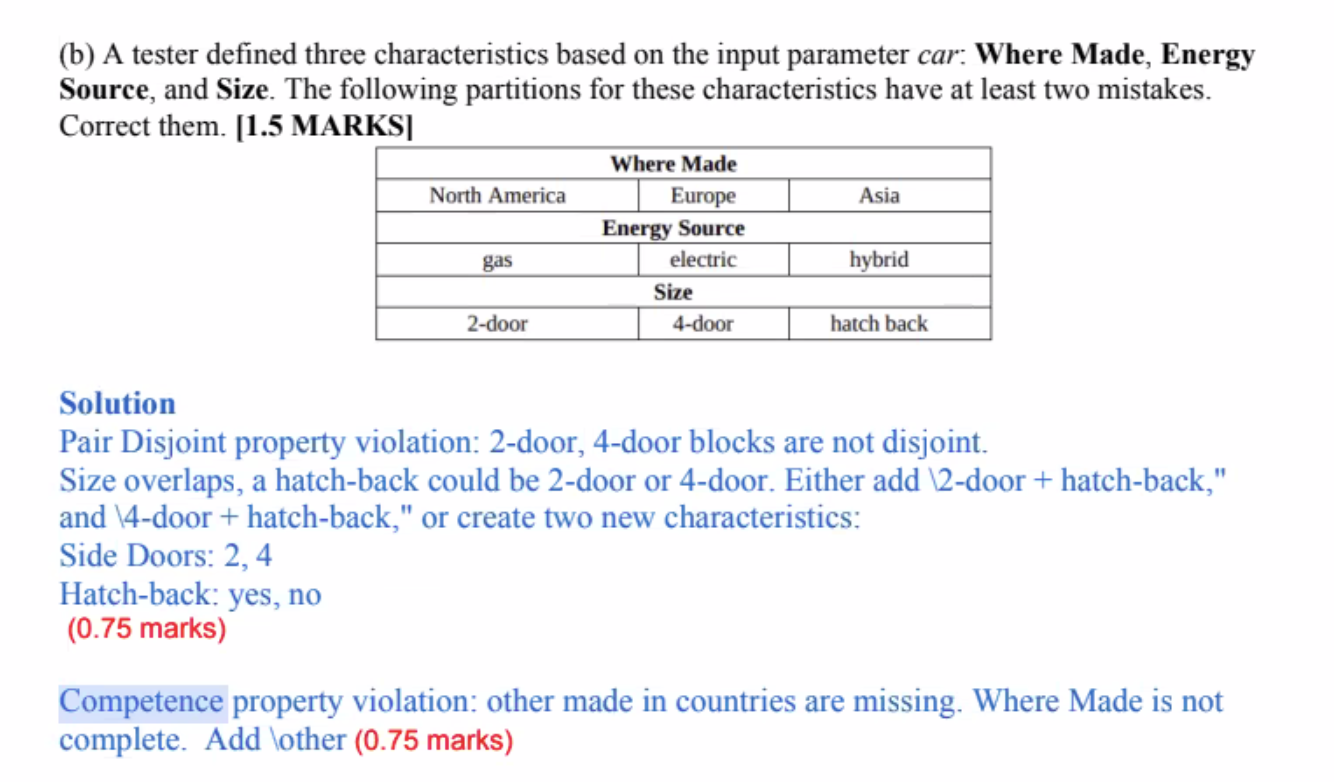 (b) A tester defined three characteristics based on the input parameter car: Where Made, Energy
Source, and Size. The following partitions for these characteristics have at least two mistakes.
Correct them. [1.5 MARKS]
Where Made
North America Europe Asia
Energy Source
gas electric hybrid
Size
2-door 4-door hatch back
Solution
Pair Disjoint property violation: 2-door, 4-door blocks are not disjoint.
Size overlaps, a hatch-back could be 2-door or 4-door. Either add \2-door + hatch-back,"
and \4-door + hatch-back," or create two new characteristics:
Side Doors: 2, 4
Hatch-back: yes, no
(0.75 marks)
Competence property violation: other made in countries are missing. Where Made is not
complete. Add \other (0.75 marks)